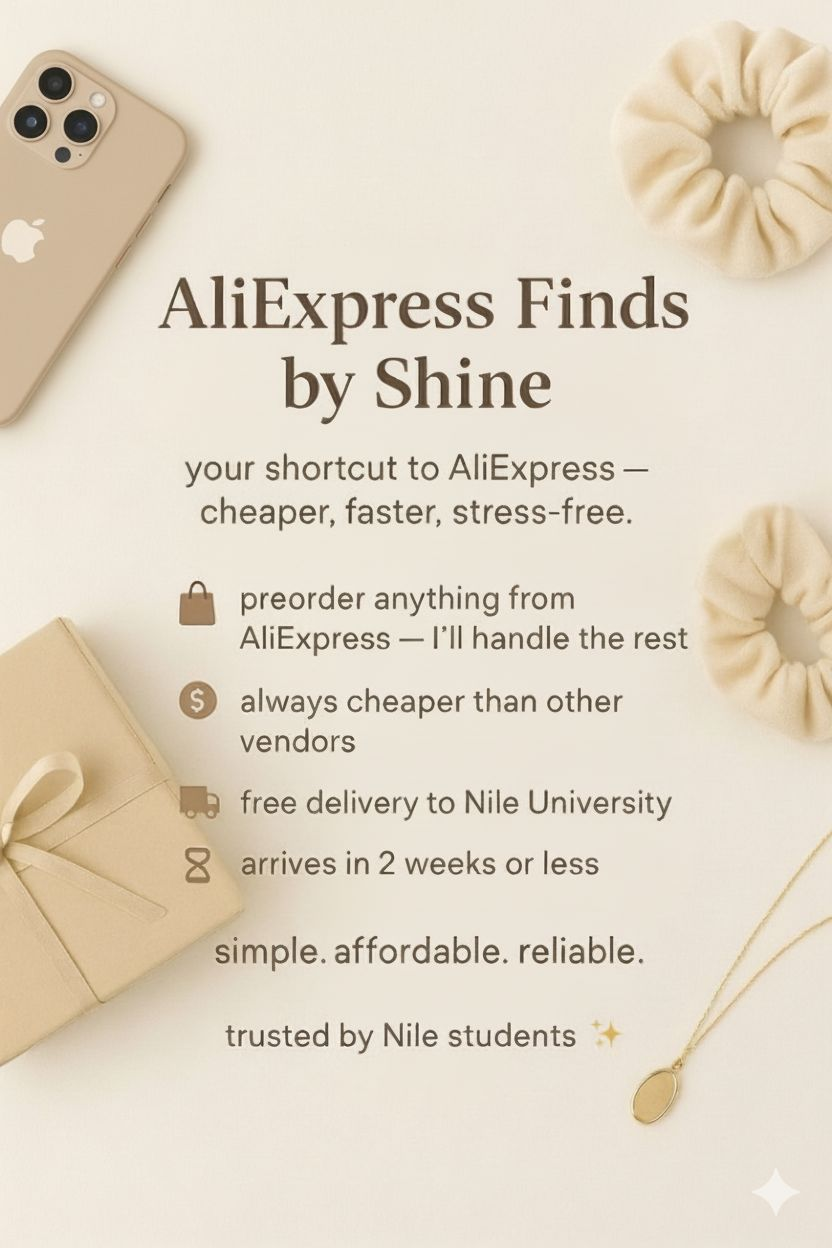 AliExpress Finds
by Shine
your shortcut to AliExpress —
cheaper, faster, stress-free.
preorder anything from
AliExpress — I'll handle the rest
$ always cheaper than other
vendors
free delivery to Nile University
arrives in 2 weeks or less
simple. affordable. reliable.
trusted by Nile students ✨